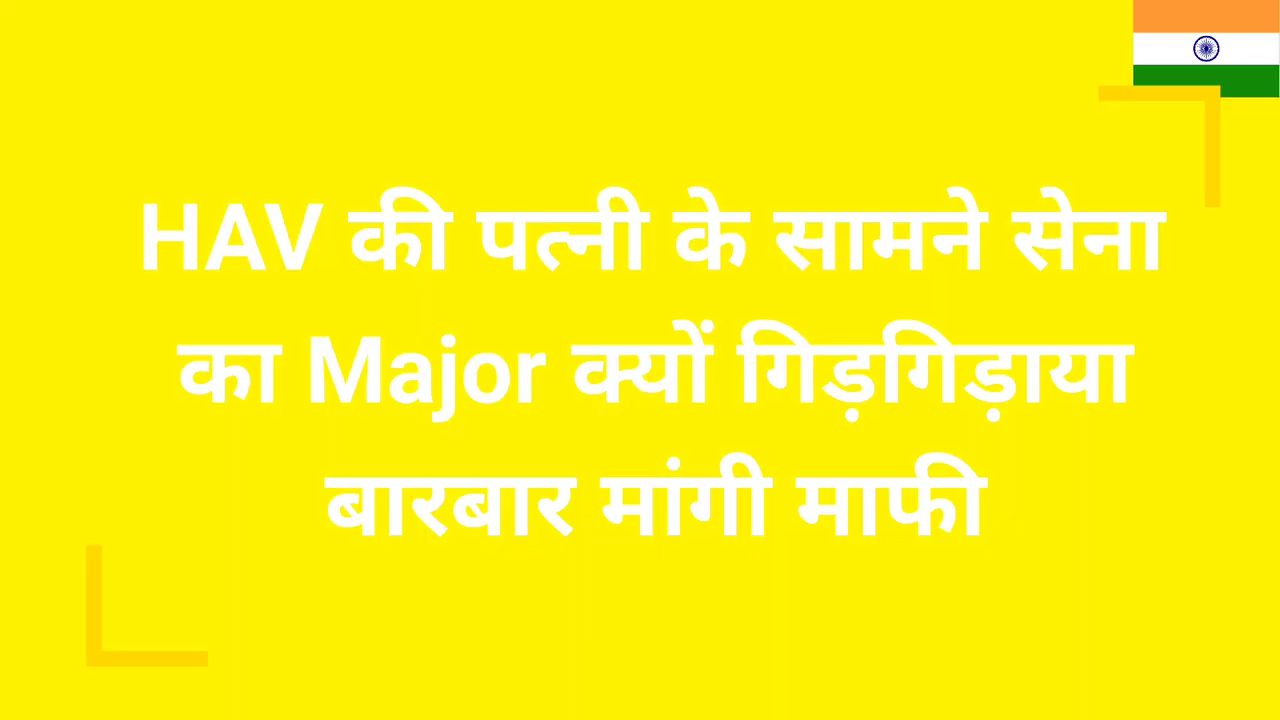 HAV की पत्नी के सामने सेना
का Major क्यों गिड़गिड़ाया
बारबार मांगी माफी